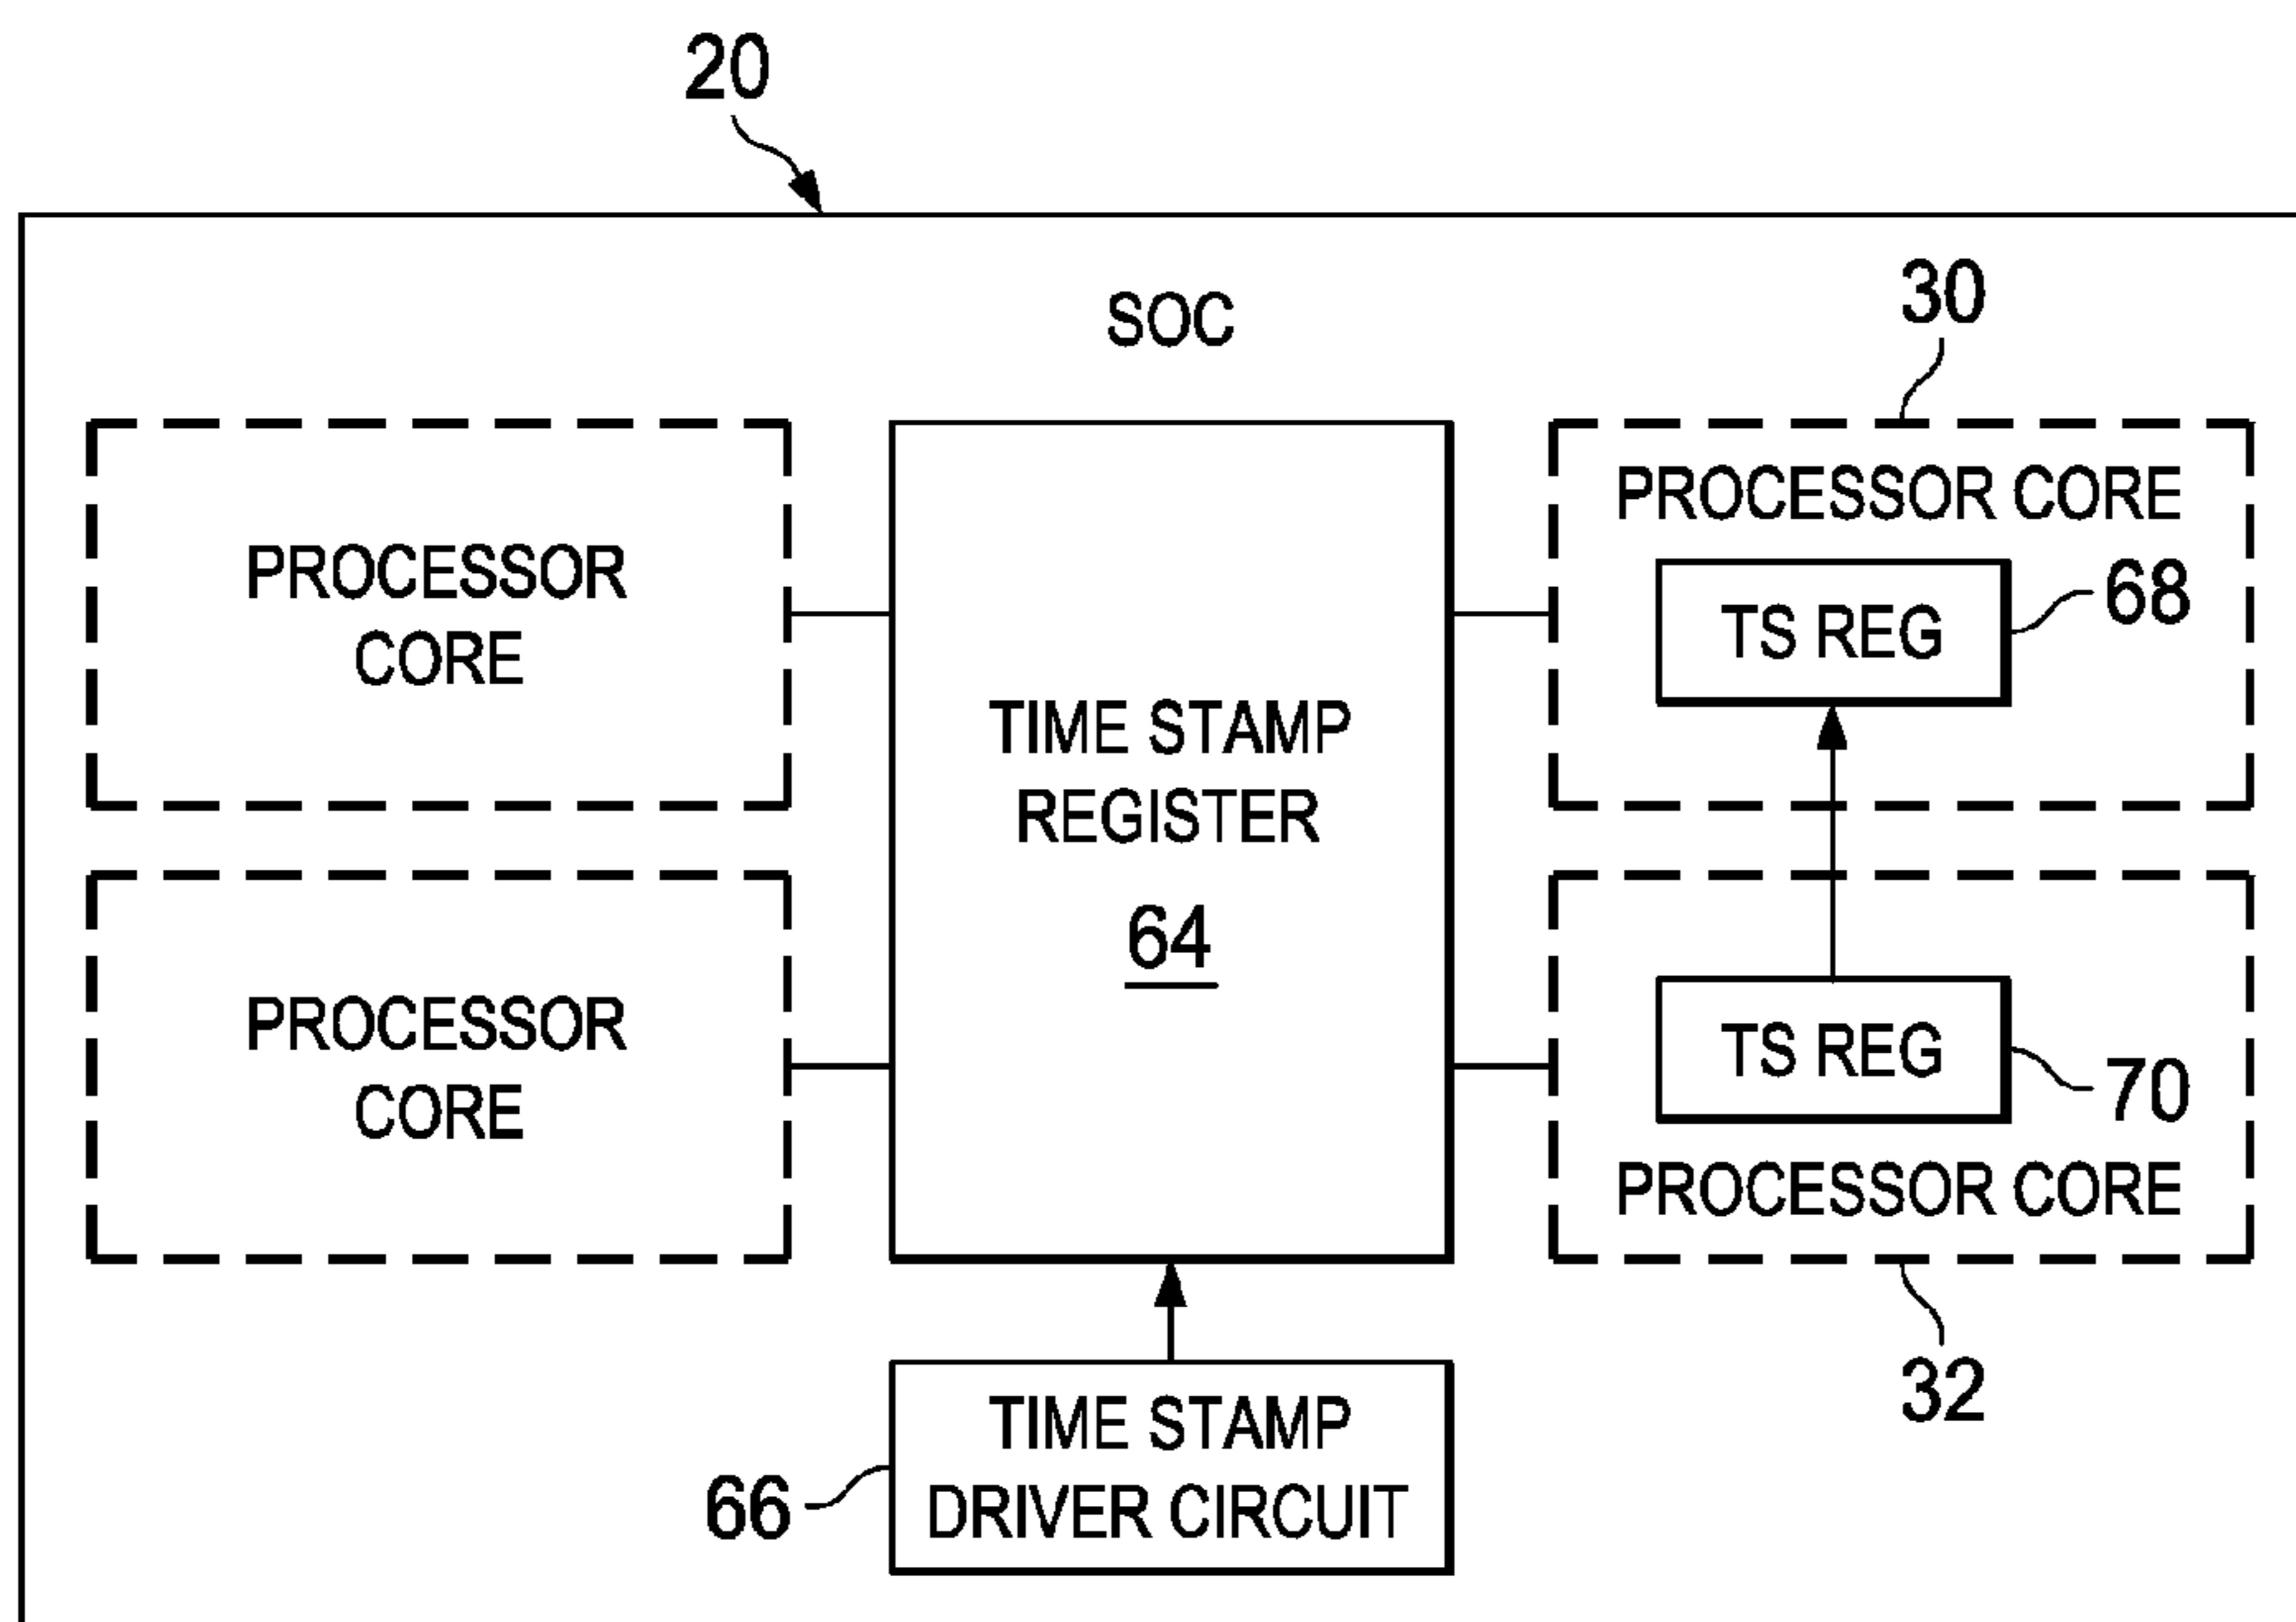 20
SOC
30
PROCESSOR
CORE
TIME STAMP
REGISTER
64
PROCESSOR CORE
TS REG
68
PROCESSOR
CORE
TS REG
70
PROCESSOR CORE
32
66
TIME STAMP
DRIVER CIRCUIT